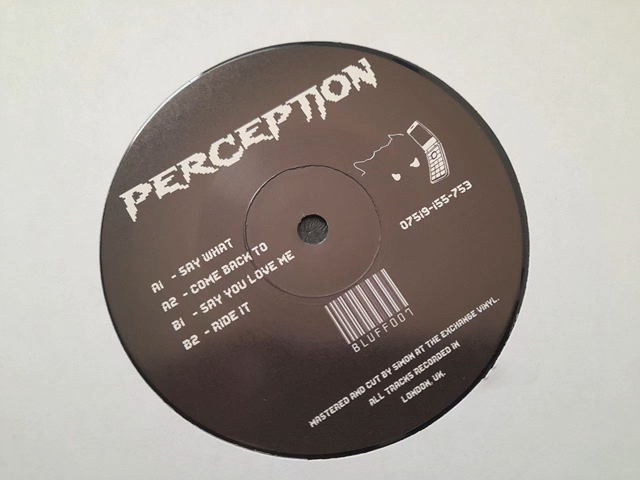 PERCEPTION
07519-155-753
A1 - SAY WHAT
A2 - COME BACK TO
B1 - SAY YOU LOVE ME
B2 - RIDE IT
BLUFF007
MASTERED AND CUT BY SIMON AT THE EXCHANGE VINYL.
ALL TRACKS RECORDED IN
LONDON, UK.